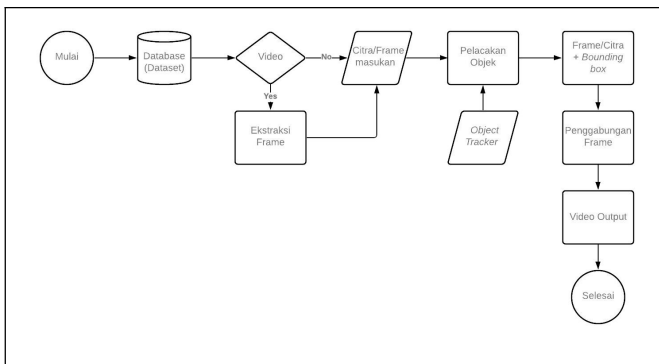 Mulai
Database
(Dataset)
Video
No
Yes
Ekstraksi
Frame
Citra/Frame
masukan
Pelacakan
Objek
Object
Tracker
Frame/Citra
+ Bounding
box
Penggabungan
Frame
Video Output
Selesai